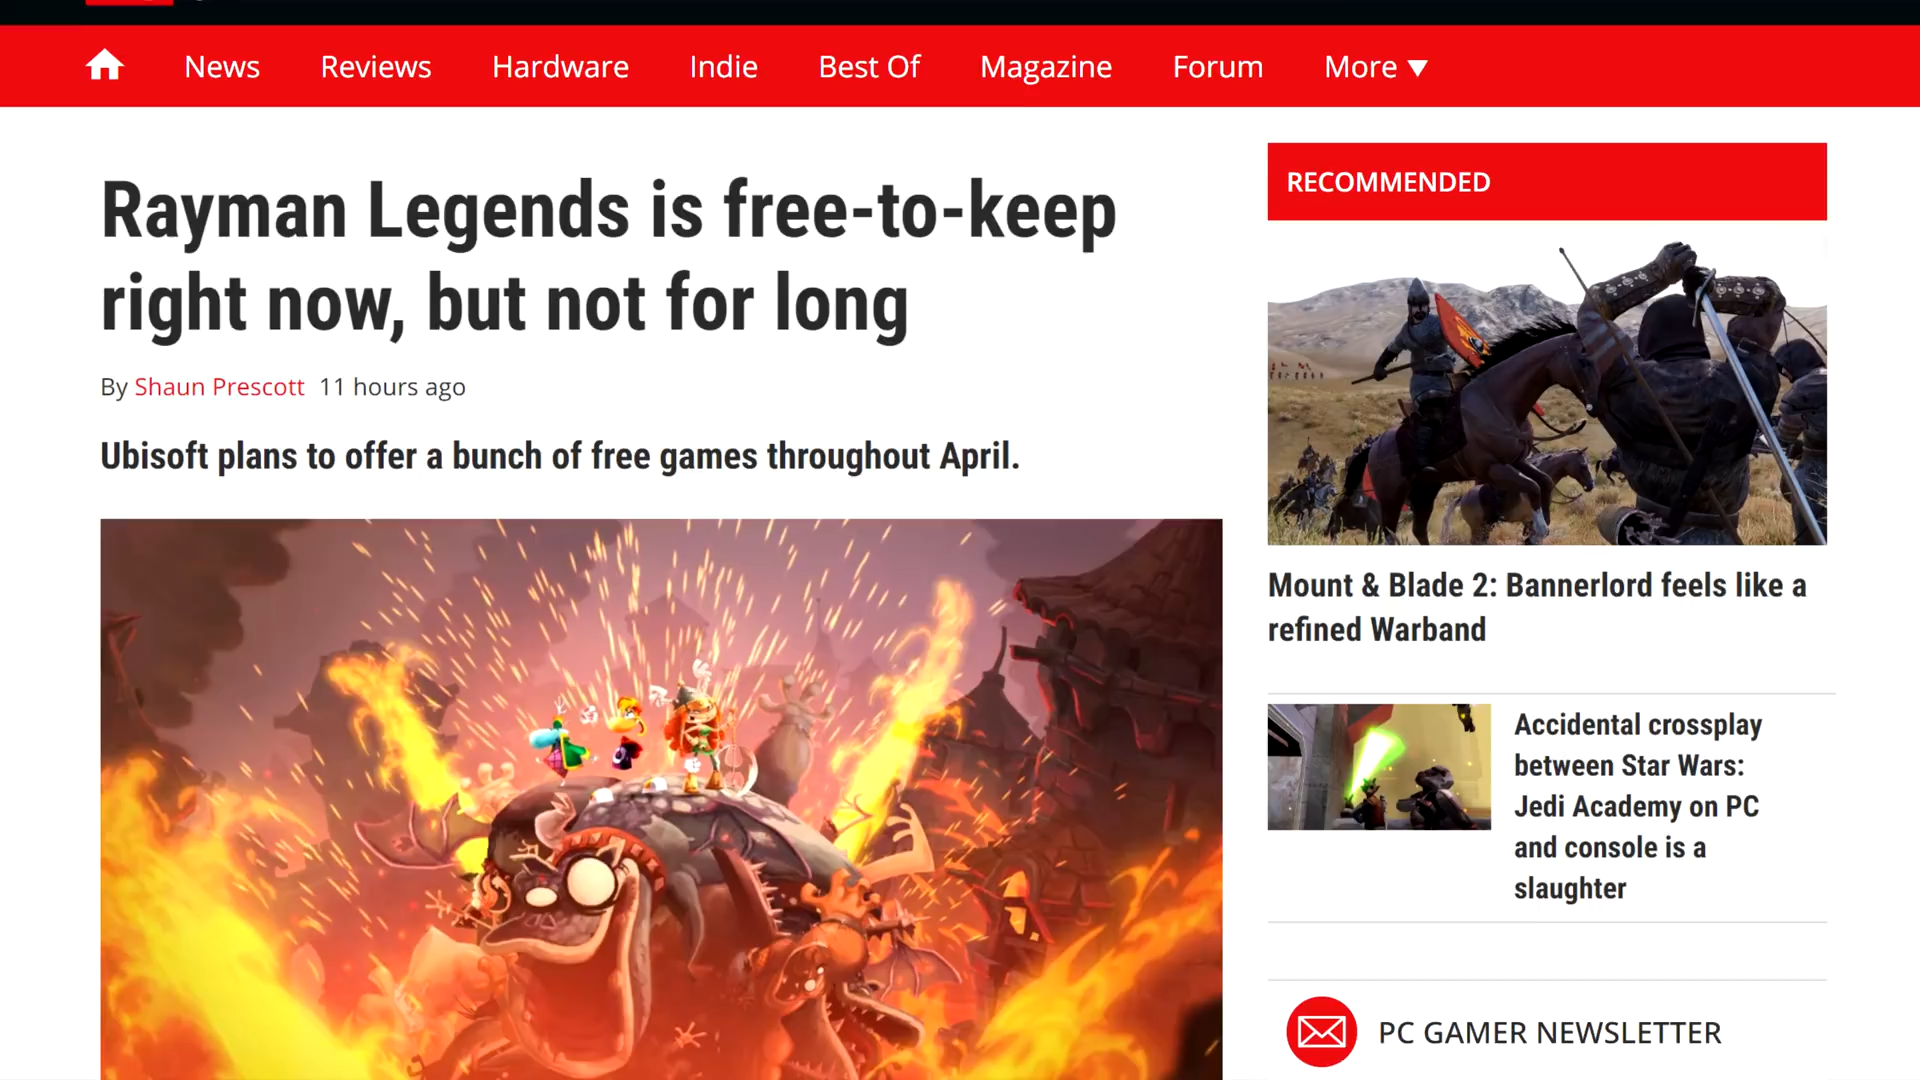 News Reviews Hardware Indie Best Of Magazine Forum More
Rayman Legends is free-to-keep
right now, but not for long
By Shaun Prescott 11 hours ago
Ubisoft plans to offer a bunch of free games throughout April.
RECOMMENDED
Mount & Blade 2: Bannerlord feels like a
refined Warband
Accidental crossplay
between Star Wars:
Jedi Academy on PC
and console is a
slaughter
PC GAMER NEWSLETTER